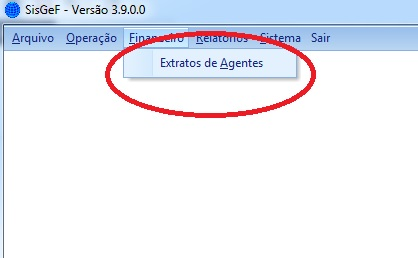 SisGeF - Versão 3.9.0.0
Arquivo Operação Financeiro Relatórios Sistema Sair
Extratos de Agentes